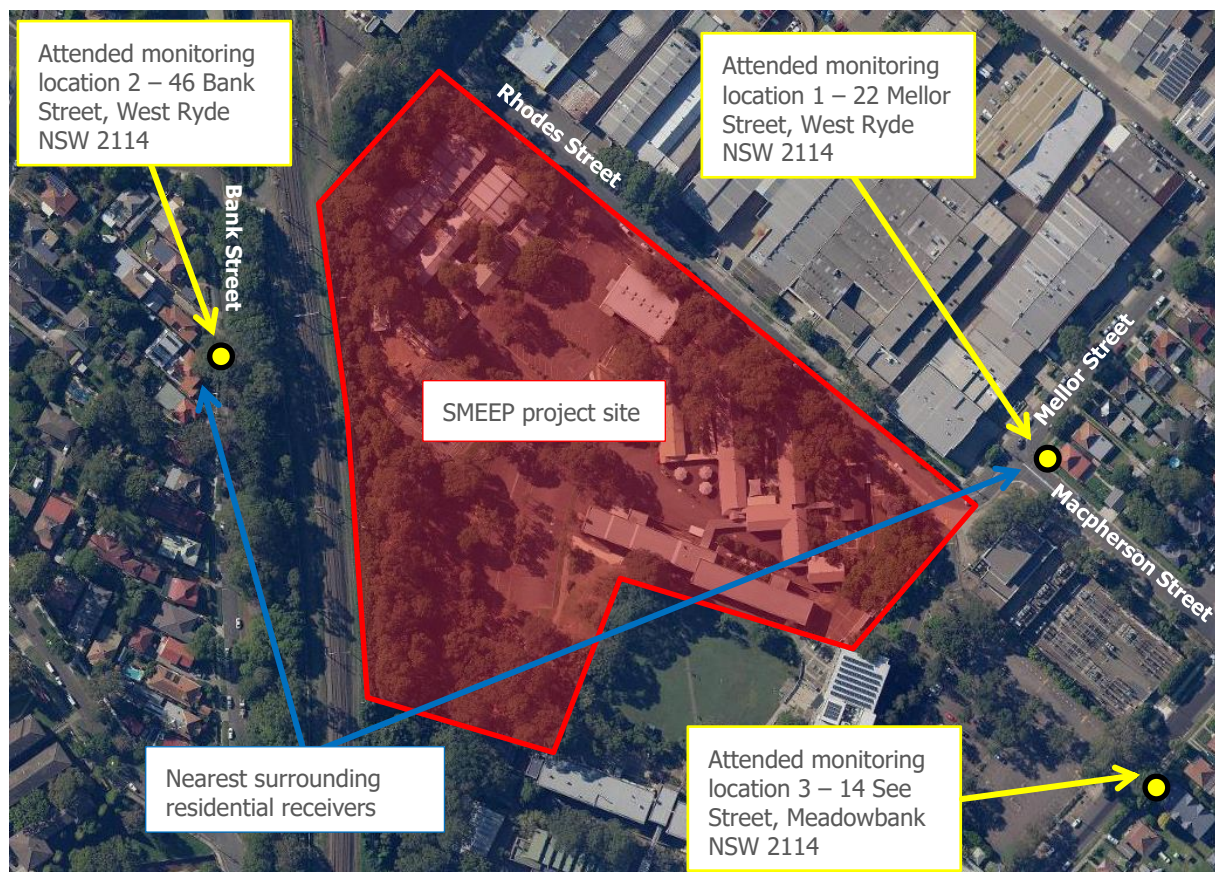 Attended monitoring
location 2 – 46 Bank
Street, West Ryde
NSW 2114
Attended monitoring
location 1 – 22 Mellor
Street, West Ryde
NSW 2114
Rhodes Street
Bank Street
SMEEP project site
Mellor Street
Macpherson Street
Nearest surrounding
residential receivers
Attended monitoring
location 3 – 14 See
Street, Meadowbank
NSW 2114